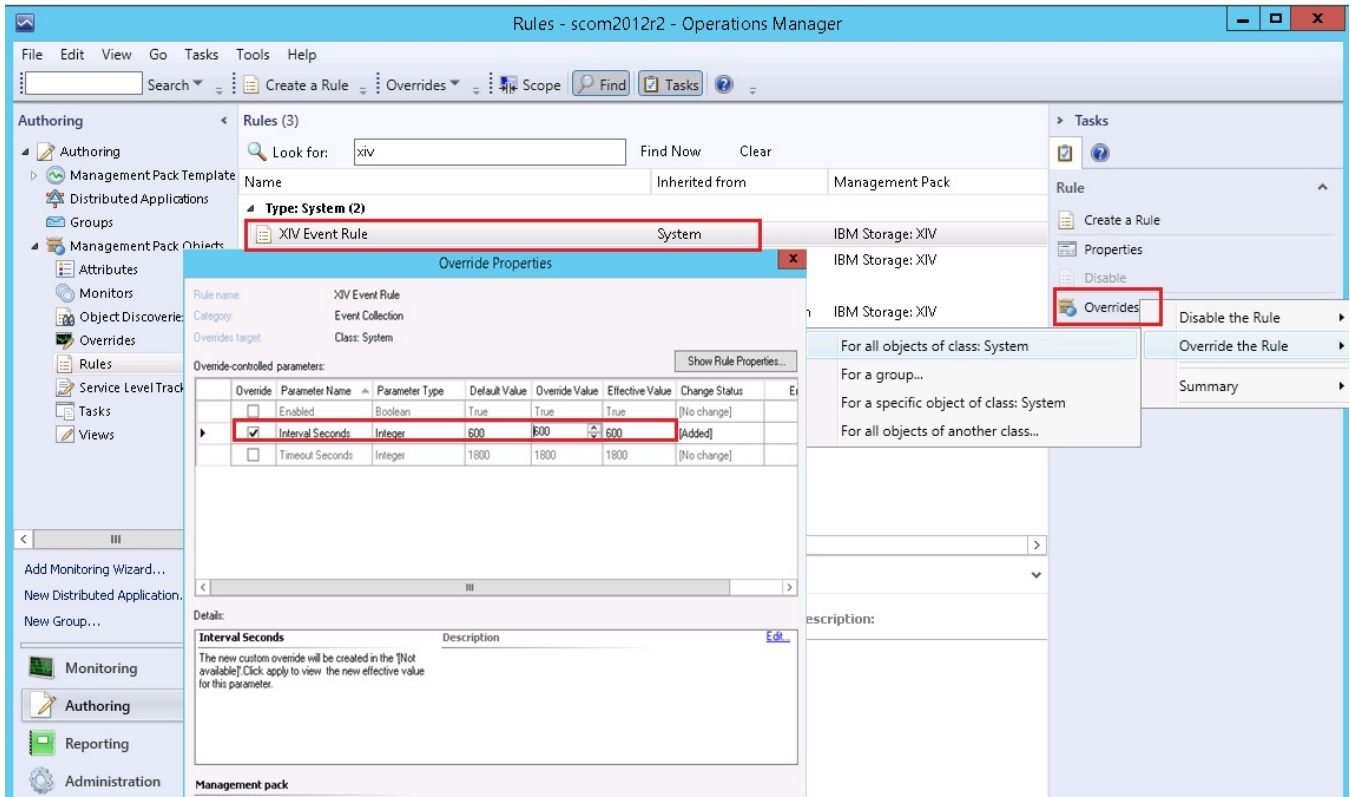 Rules - scom2012r2 - Operations Manager
File Edit View Go Tasks Tools Help
Search Create a Rule Overrides Scope Find Tasks
Authoring
Authoring
Management Pack Template
Distributed Applications
Groups
Management Pack Objects
Attributes
Monitors
Object Discoverie
Overrides
Rules
Service Level Track
Tasks
Views
Add Monitoring Wizard...
New Distributed Application.
New Group...
Monitoring
Authoring
Reporting
Administration
Rules (3)
Look for: xiv Find Now Clear
Name Inherited from Management Pack
Type: System (2)
XIV Event Rule System IBM Storage: XIV
IBM Storage: XIV
IBM Storage: XIV
Override Properties
Rule name: XIV Event Rule
Category: Event Collection
Overrides target: Class: System
Override-controlled parameters: Show Rule Properties...
Override Parameter Name Parameter Type Default Value Override Value Effective Value Change Status
Enabled Boolean True True True [No change]
Interval Seconds Integer 600 600 600 [Added]
Timeout Seconds Integer 1800 1800 1800 [No change]
Details:
Interval Seconds Description Edit...
The new custom override will be created in the '[Not
available]'.Click apply to view the new effective value
for this parameter.
Management pack
escription:
Tasks
Rule
Create a Rule
Properties
Disable
Overrides
Disable the Rule
Override the Rule
Summary
For all objects of class: System
For a group...
For a specific object of class: System
For all objects of another class...